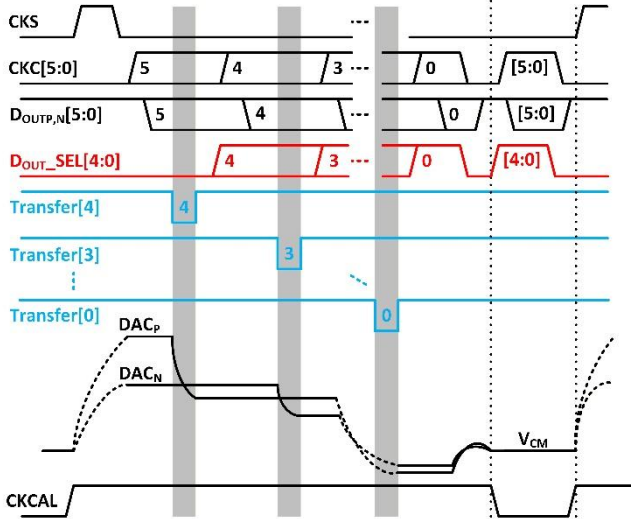 CKS
CKC[5:0] 5 4 3 0 [5:0]
DOUTP,N[5:0] 5 4 0 [5:0]
DOUT_SEL[4:0] 4 3 0 [4:0]
Transfer[4] 4
Transfer[3] 3
Transfer[0] 0
DACP
DACN
VCM
CKCAL